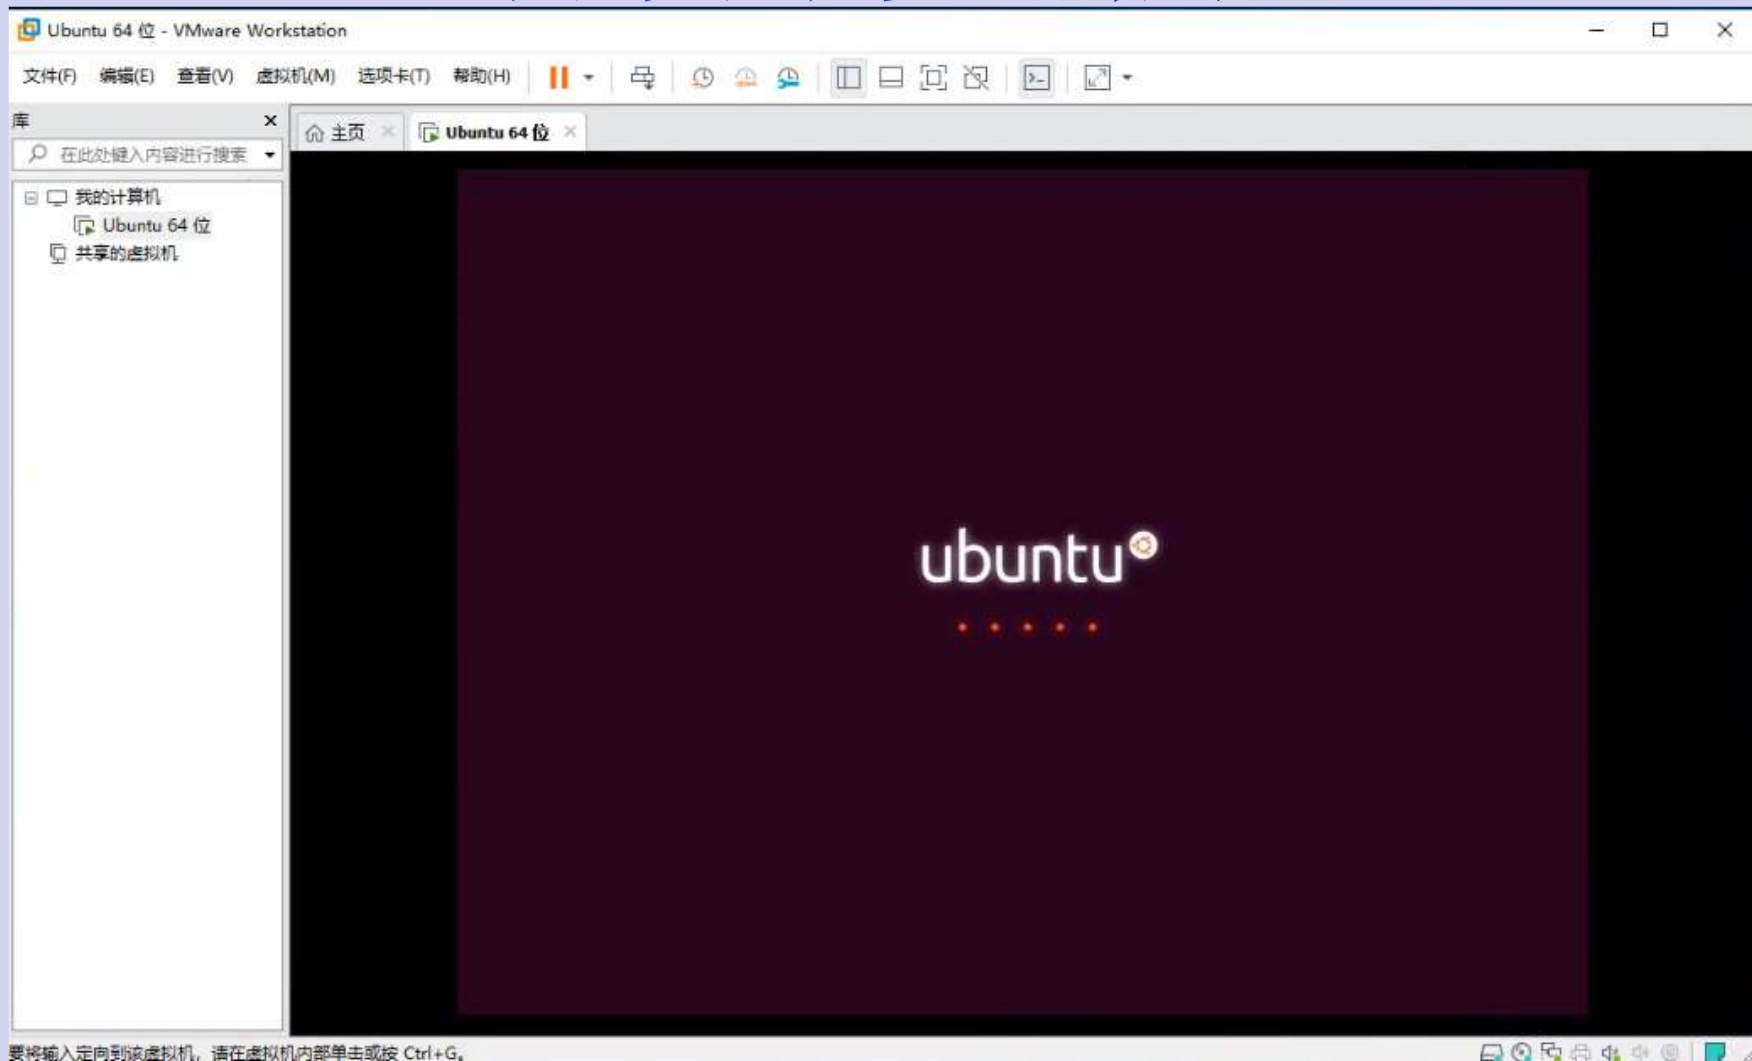 Ubuntu 64 位 - VMware Workstation
文件(F) 编辑(E) 查看(V) 虚拟机(M) 选项卡(T) 帮助(H)
库
主页
Ubuntu 64 位
在此处键入内容进行搜索
我的计算机
Ubuntu 64 位
共享的虚拟机
ubuntu
要将输入定向到该虚拟机，请在虚拟机内部单击或按 Ctrl+G。